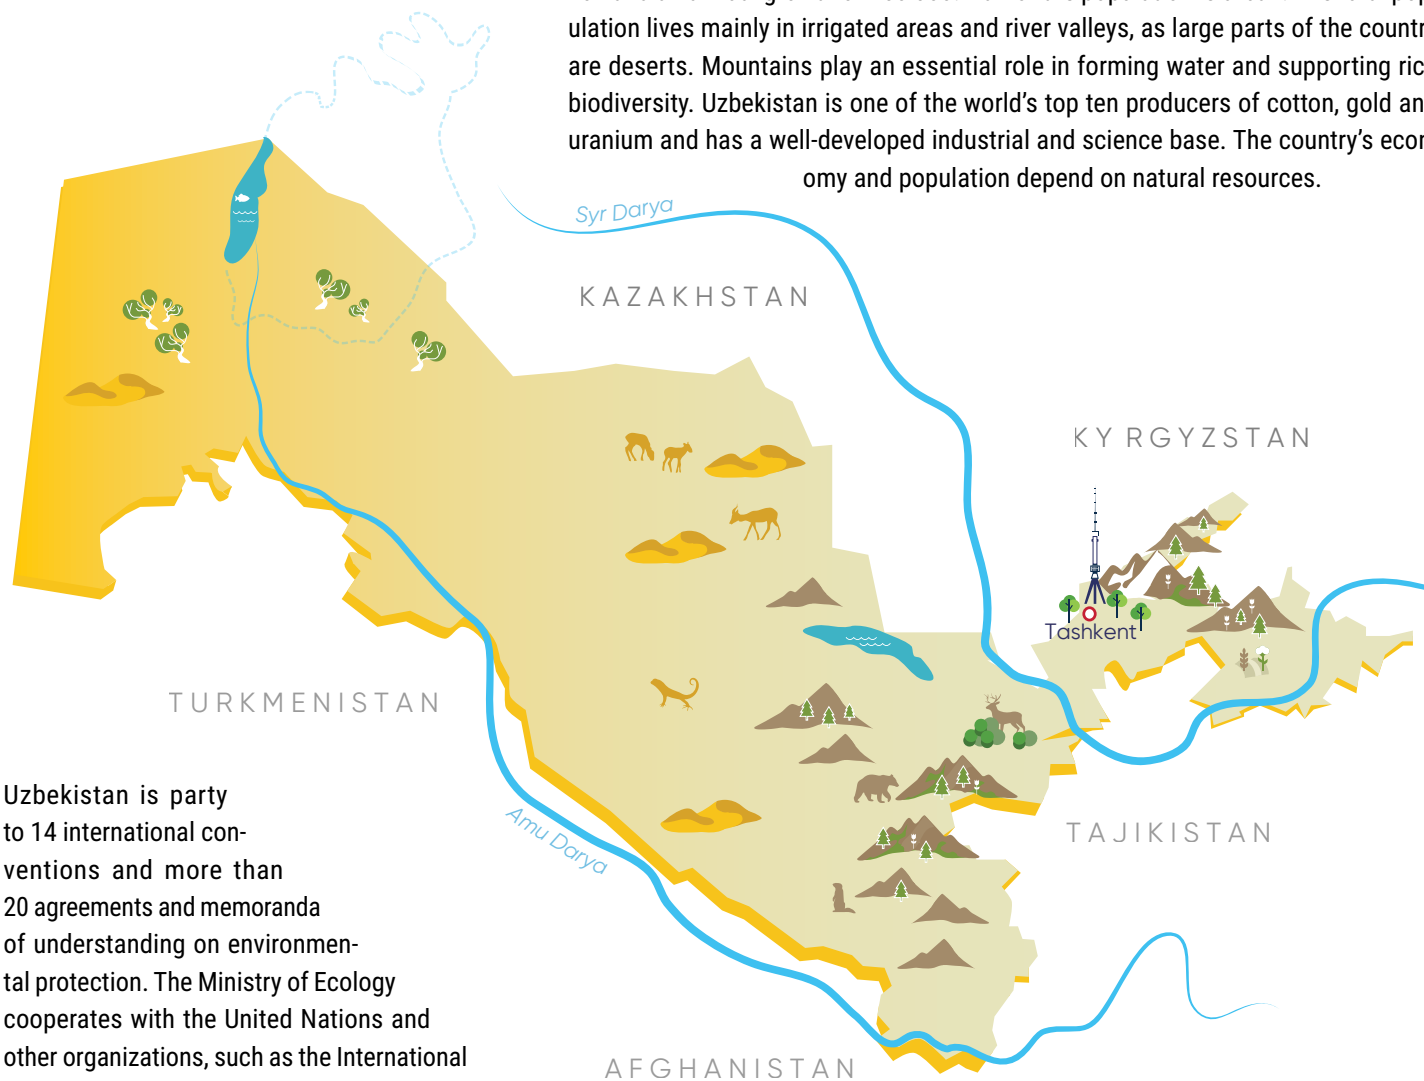 ulation lives mainly in irrigated areas and river valleys, as large parts of the countr
are deserts. Mountains play an essential role in forming water and supporting ric
biodiversity. Uzbekistan is one of the world's top ten producers of cotton, gold an
uranium and has a well-developed industrial and science base. The country's econ
omy and population depend on natural resources.
Syr Darya
KAZAKHSTAN
KYRGYZSTAN
Tashkent
TURKMENISTAN
Uzbekistan is party
to 14 international con-
ventions and more than
20 agreements and memoranda
of understanding on environmen-
tal protection. The Ministry of Ecology
cooperates with the United Nations and
other organizations, such as the International
Amu Darya
TAJIKISTAN
AFGHANISTAN